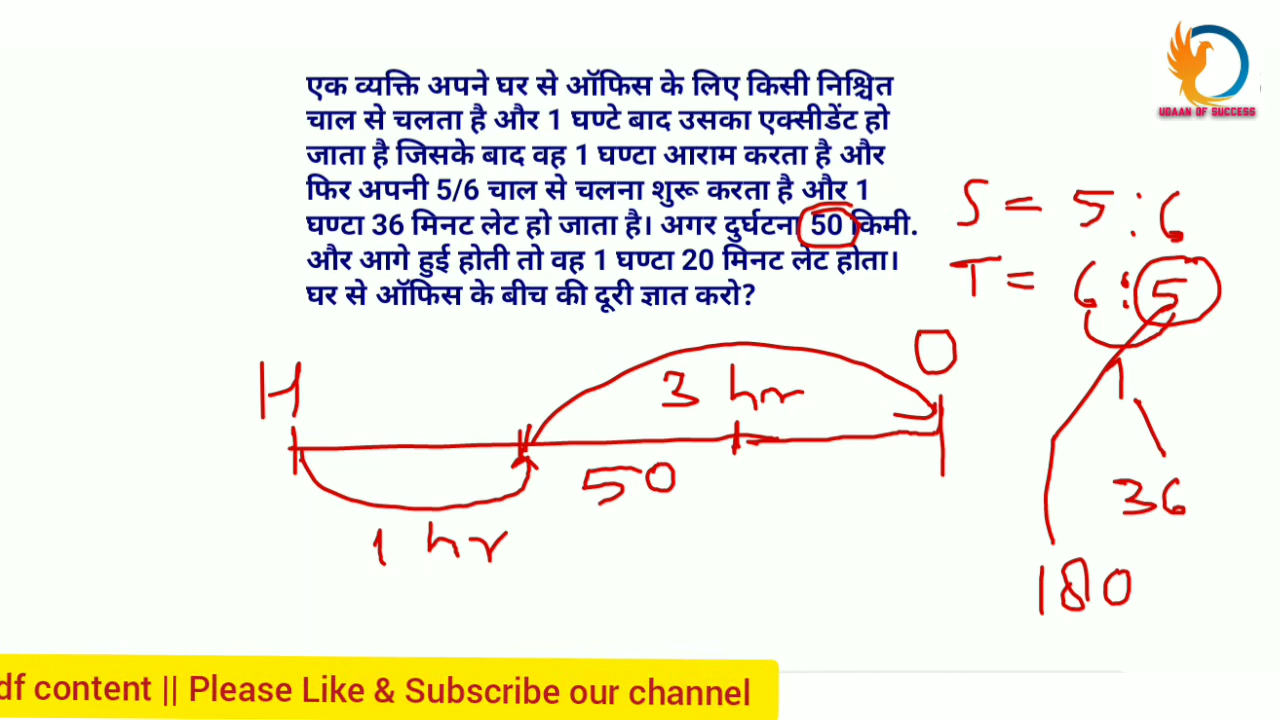 UDAAN OF SUCCESS
एक व्यक्ति अपने घर से ऑफिस के लिए किसी निश्चित
चाल से चलता है और 1 घण्टे बाद उसका एक्सीडेंट हो
जाता है जिसके बाद वह 1 घण्टा आराम करता है और
फिर अपनी 5/6 चाल से चलना शुरू करता है और 1
घण्टा 36 मिनट लेट हो जाता है। अगर दुर्घटना 50 किमी.
और आगे हुई होती तो वह 1 घण्टा 20 मिनट लेट होता।
घर से ऑफिस के बीच की दूरी ज्ञात करो?
S = 5 : 6
T = 6 : 5
1
36
180
H
O
3 hr
50
1 hr
df content || Please Like & Subscribe our channel